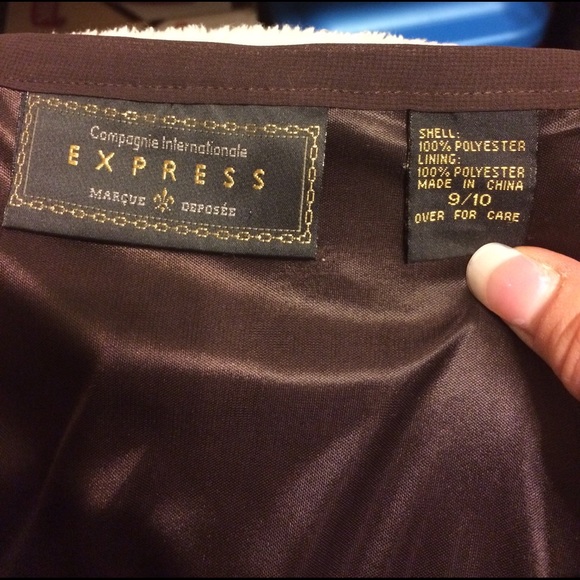 Compagnie Internationale
EXPRESS
MARQUE DEPOSÉE
SHELL:
100% POLYESTER
LINING:
100% POLYESTER
MADE IN CHINA
9/10
OVER FOR CARE